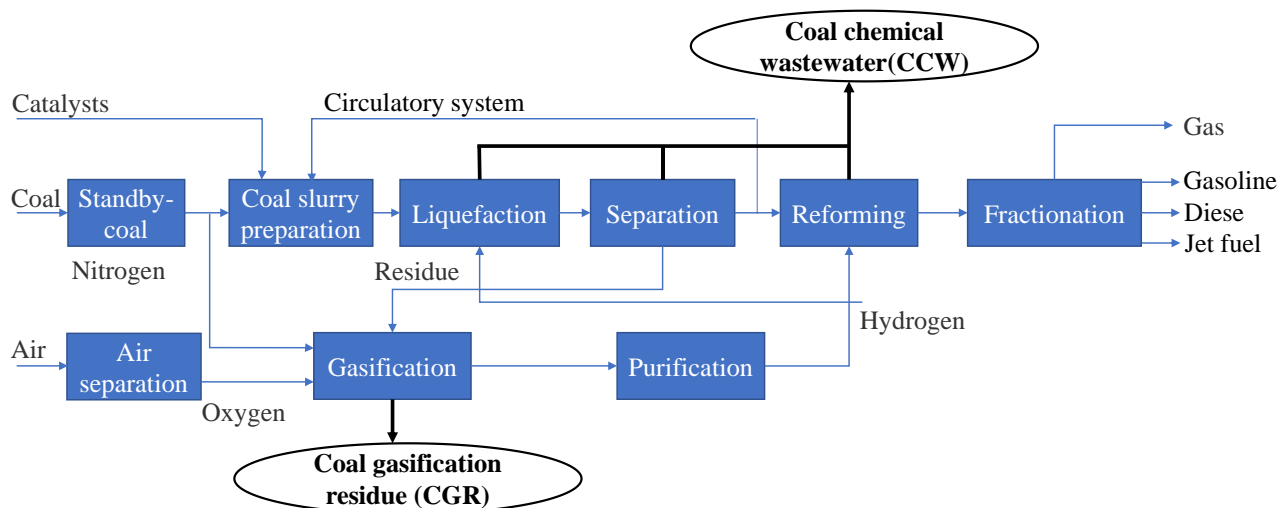 Coal chemical
wastewater(CCW)
Catalysts
Circulatory system
Gas
Coal
Standby-
coal
Coal slurry
preparation
Liquefaction
Separation
Reforming
Fractionation
Gasoline
Diese
Jet fuel
Nitrogen
Residue
Hydrogen
Air
Air
separation
Gasification
Purification
Oxygen
Coal gasification
residue (CGR)